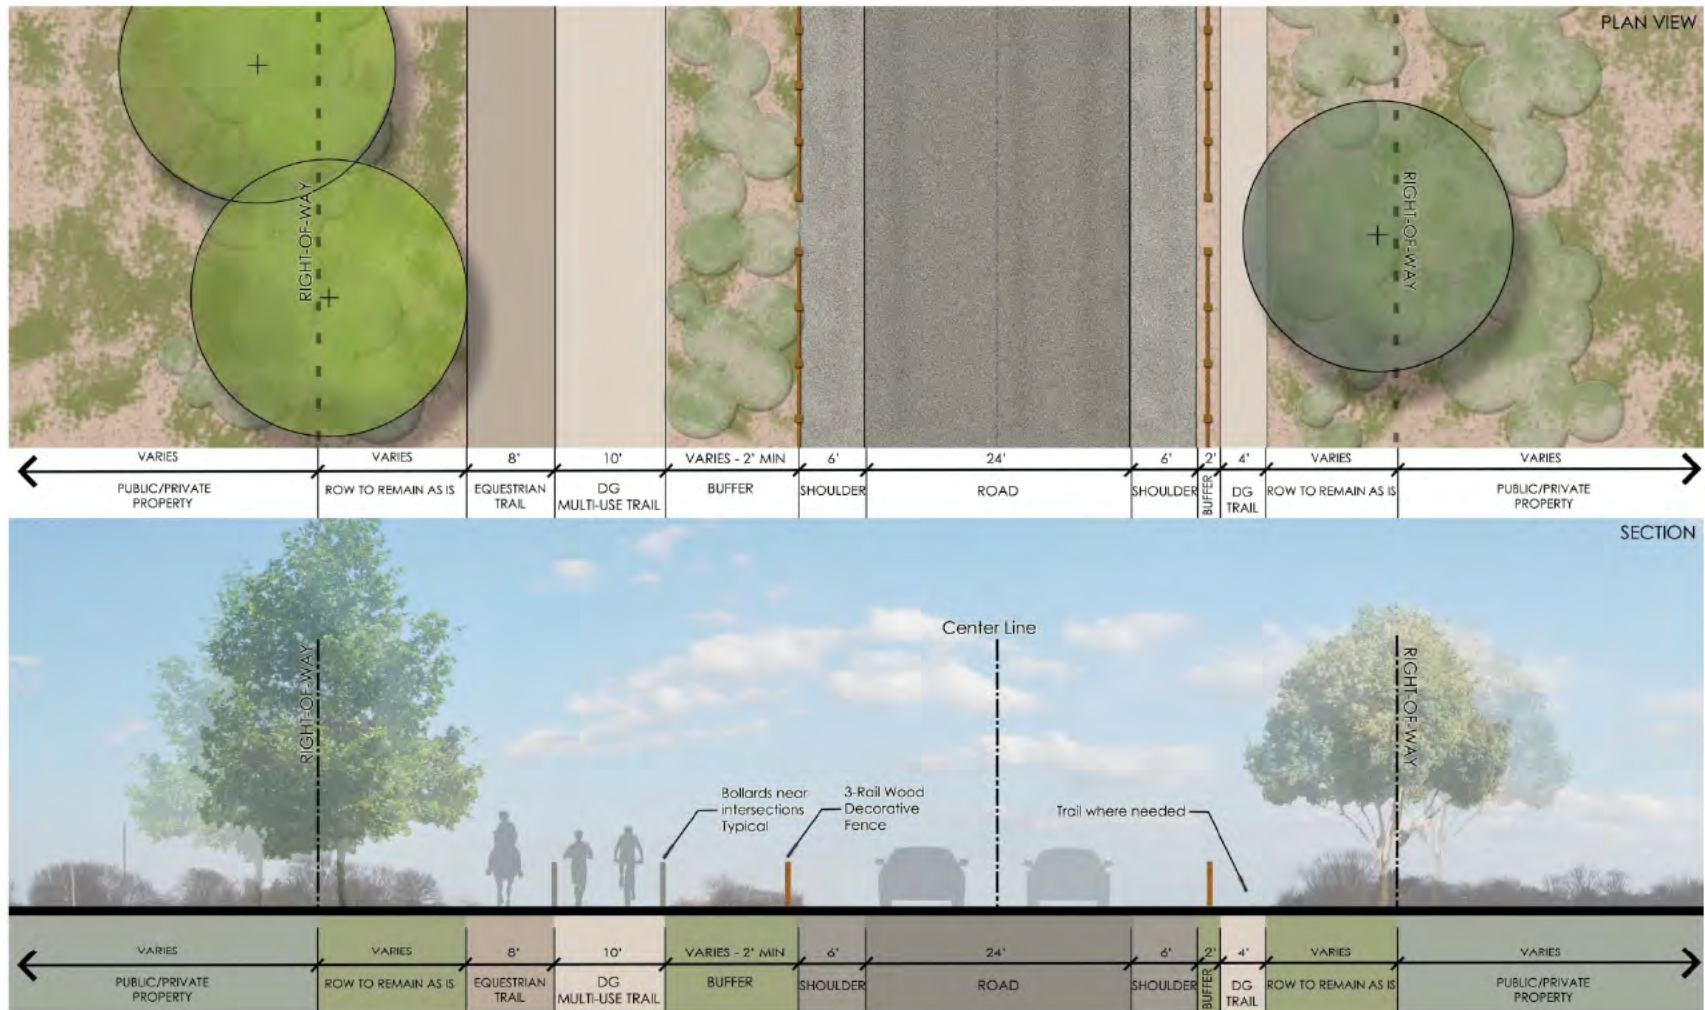 PLAN VIEW
RIGHT-OF-WAY
RIGHT-OF-WAY
VARIES
VARIES
8'
10'
VARIES - 2' MIN
6'
24'
6'
2'
4'
VARIES
VARIES
PUBLIC/PRIVATE
PROPERTY
ROW TO REMAIN AS IS
EQUESTRIAN
TRAIL
DG
MULTI-USE TRAIL
BUFFER
SHOULDER
ROAD
SHOULDER
BUFFER
DG
TRAIL
ROW TO REMAIN AS IS
PUBLIC/PRIVATE
PROPERTY
SECTION
Center Line
RIGHT-OF-WAY
RIGHT-OF-WAY
Bollards near
intersections
Typical
3-Rail Wood
Decorative
Fence
Trail where needed
VARIES
VARIES
8'
10'
VARIES - 2' MIN
6'
24'
6'
2'
4'
VARIES
VARIES
PUBLIC/PRIVATE
PROPERTY
ROW TO REMAIN AS IS
EQUESTRIAN
TRAIL
DG
MULTI-USE TRAIL
BUFFER
SHOULDER
ROAD
SHOULDER
BUFFER
DG
TRAIL
ROW TO REMAIN AS IS
PUBLIC/PRIVATE
PROPERTY